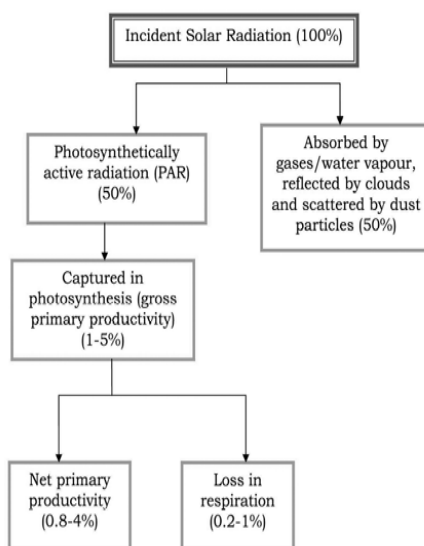 Incident Solar Radiation (100%)
Photosynthetically
active radiation (PAR)
(50%)
Absorbed by
gases/water vapour,
reflected by clouds
and scattered by dust
particles (50%)
Captured in
photosynthesis (gross
primary productivity)
(1-5%)
Net primary
productivity
(0.8-4%)
Loss in
respiration
(0.2-1%)